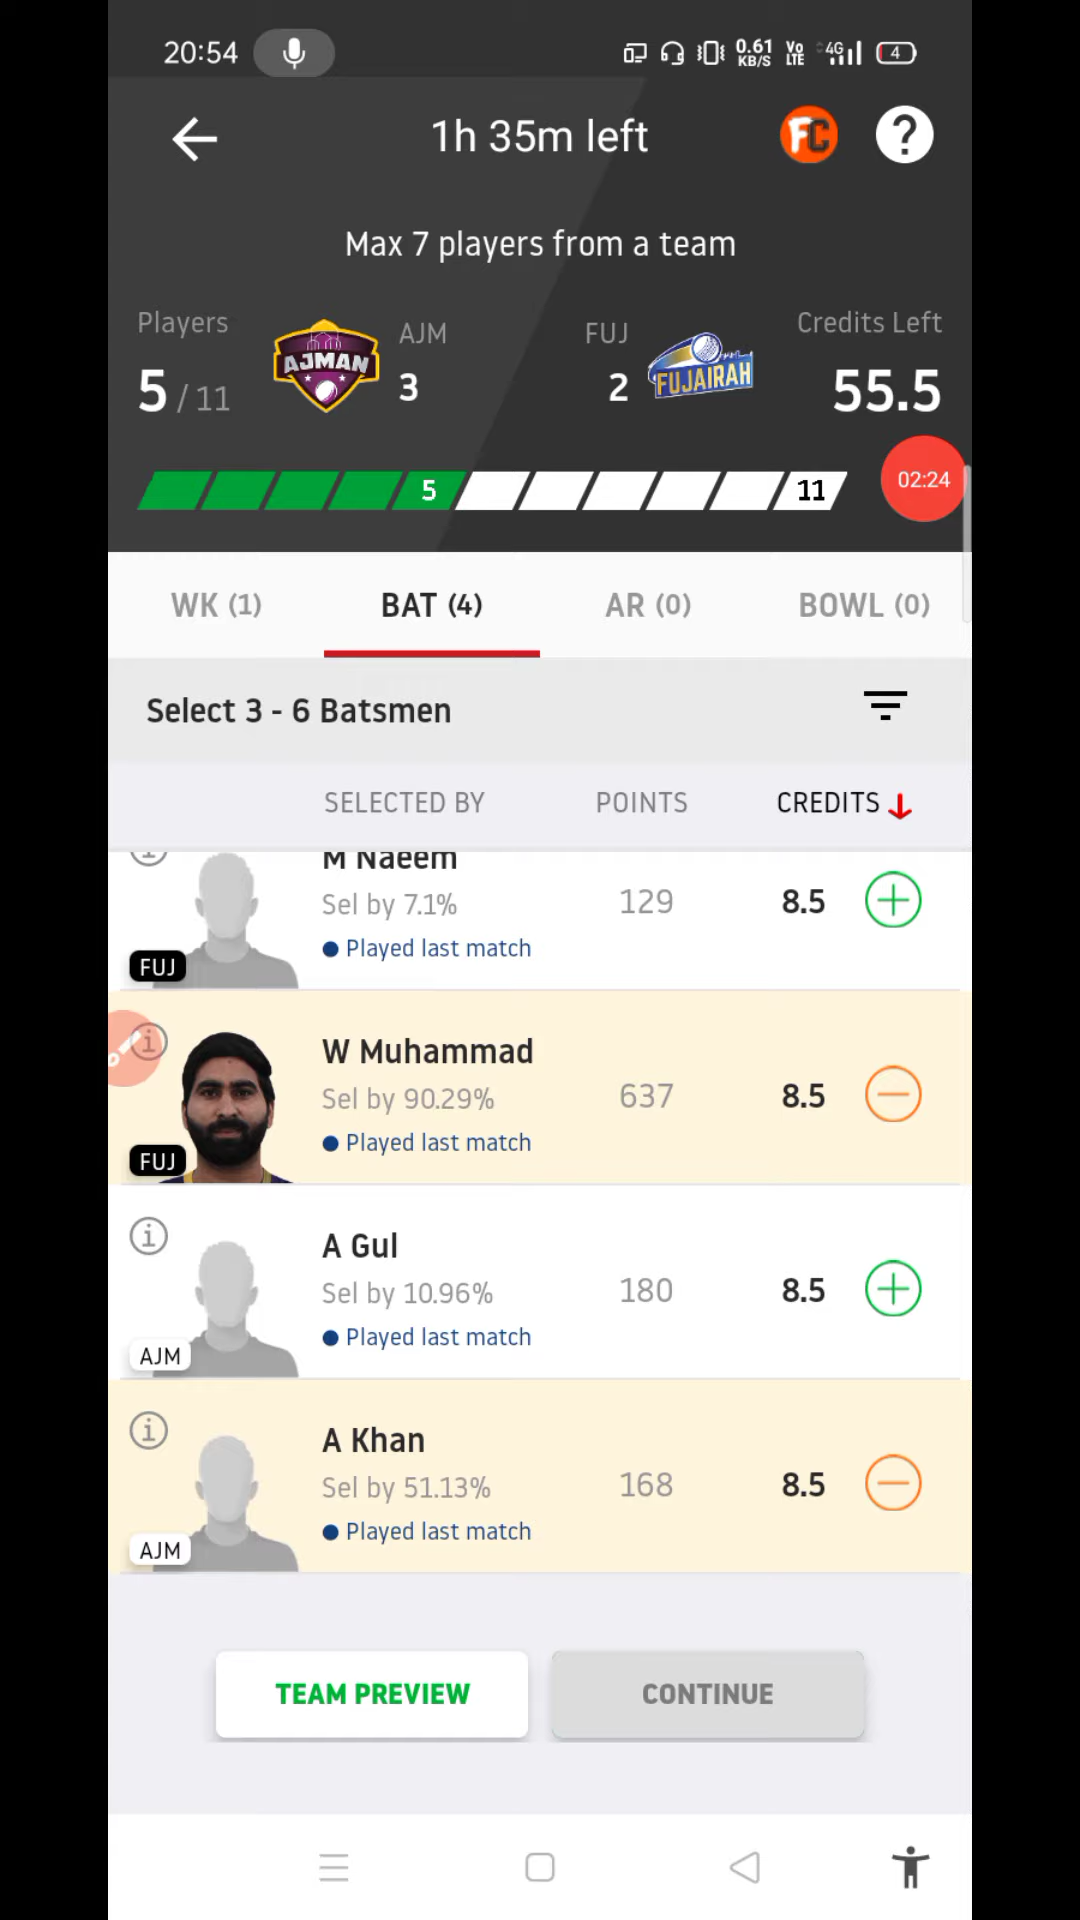 20:54
0.61 KB/S
Vo LTE
4G
4
1h 35m left
FC
?
Max 7 players from a team
Players
AJMAN
AJM
FUJ
FUJAIRAH
Credits Left
5 / 11
3
2
55.5
5
11
02:24
WK (1)
BAT (4)
AR (0)
BOWL (0)
Select 3 - 6 Batsmen
SELECTED BY
POINTS
CREDITS
M Naeem
Sel by 7.1%
129
8.5
Played last match
FUJ
W Muhammad
Sel by 90.29%
637
8.5
Played last match
FUJ
A Gul
Sel by 10.96%
180
8.5
Played last match
AJM
A Khan
Sel by 51.13%
168
8.5
Played last match
AJM
TEAM PREVIEW
CONTINUE